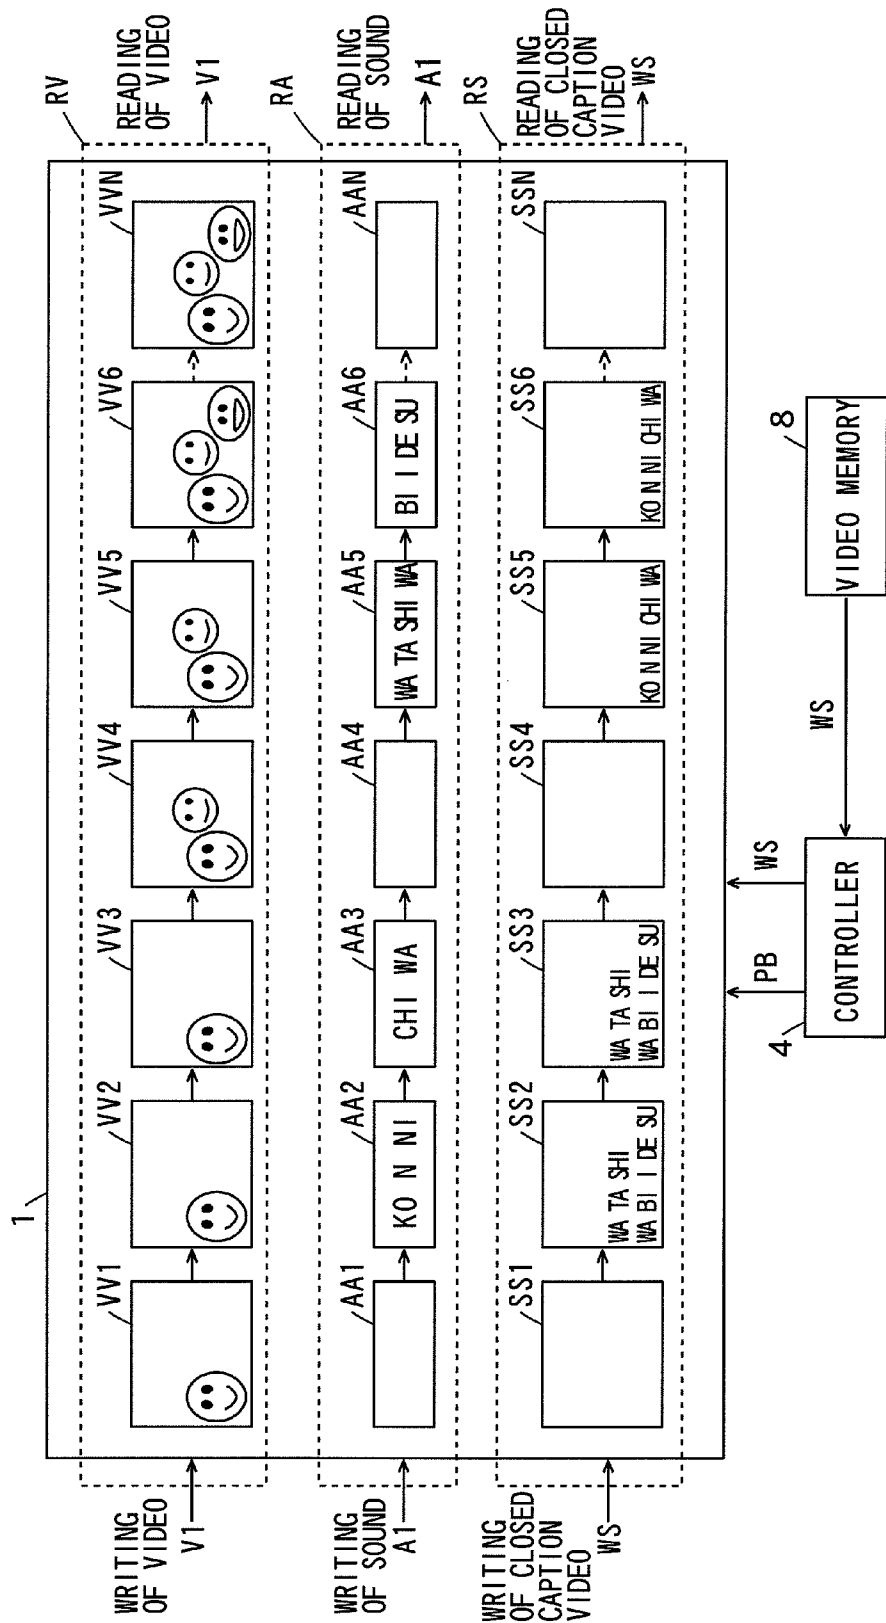 1
RV
WRITING
OF VIDEO
V1
VV1
VV2
VV3
VV4
VV5
VV6
VVN
READING
OF VIDEO
V1
RA
WRITING
OF SOUND
A1
AA1
AA2
KO N NI
AA3
CHI WA
AA4
AA5
WA TA SHI WA
AA6
BI I DE SU
AAN
READING
OF SOUND
A1
RS
WRITING
OF CLOSED
CAPTION
VIDEO
WS
SS1
SS2
WA TA SHI
WA BI I DE SU
SS3
WA TA SHI
WA BI I DE SU
SS4
SS5
KO N NI CHI WA
SS6
KO N NI CHI WA
SSN
READING
OF CLOSED
CAPTION
VIDEO
WS
PB
WS
4
CONTROLLER
WS
8
VIDEO MEMORY